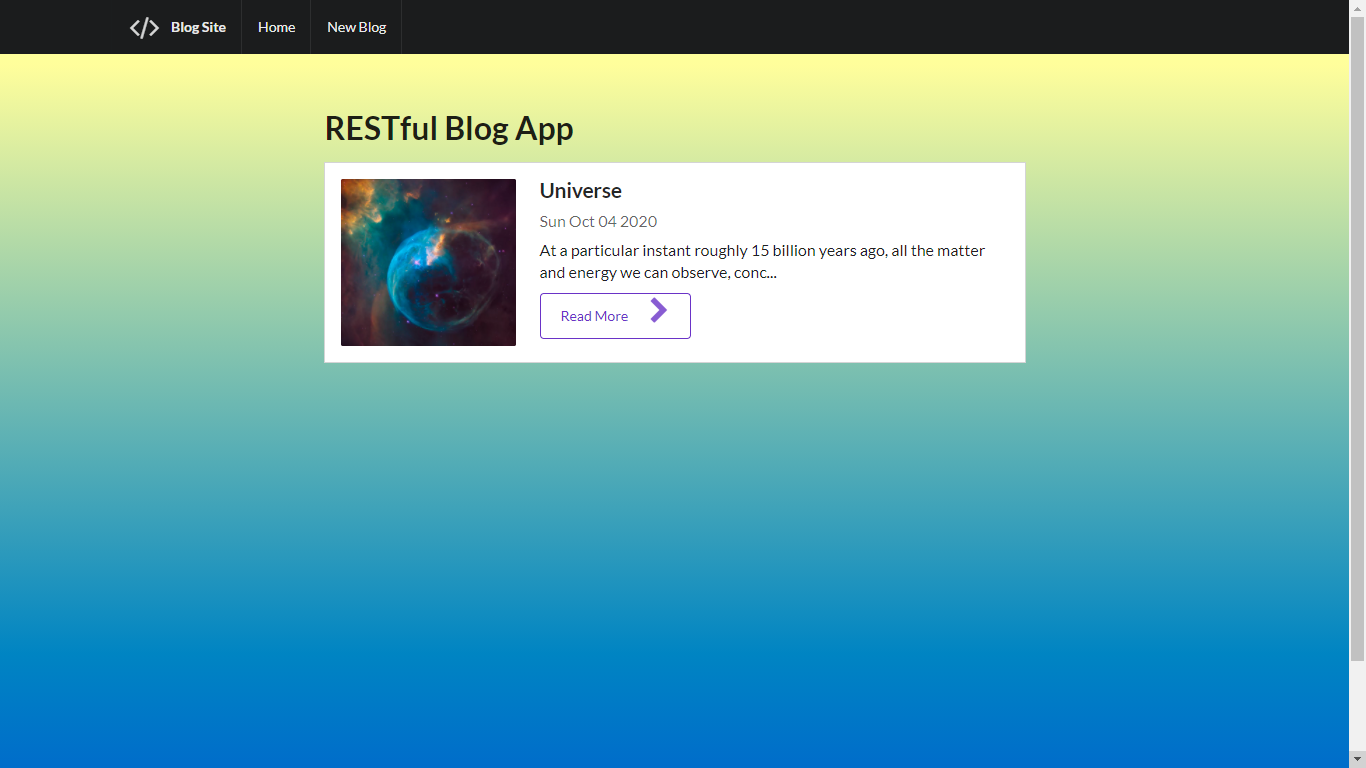 Blog Site
Home
New Blog
RESTful Blog App
Universe
Sun Oct 04 2020
At a particular instant roughly 15 billion years ago, all the matter
and energy we can observe, conc...
Read More